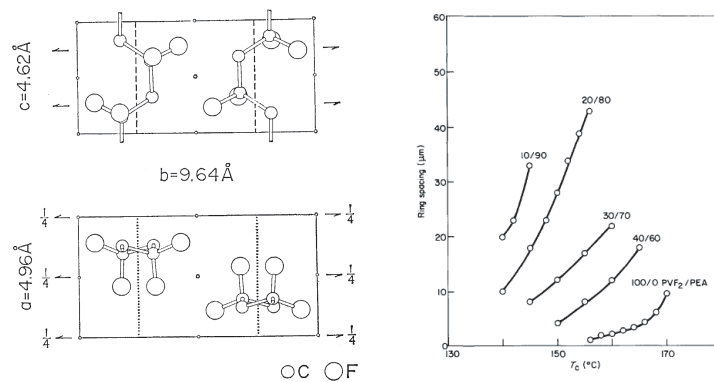 c=4.62Å
b=9.64Å
1/4
1/4
a=4.96Å
1/4
1/4
1/4
1/4
C F
60
50
40
30
20
10
0
Ring spacing (μm)
20/80
10/90
30/70
40/60
100/0 PVF₂/PEA
130
150
170
T_c (°C)